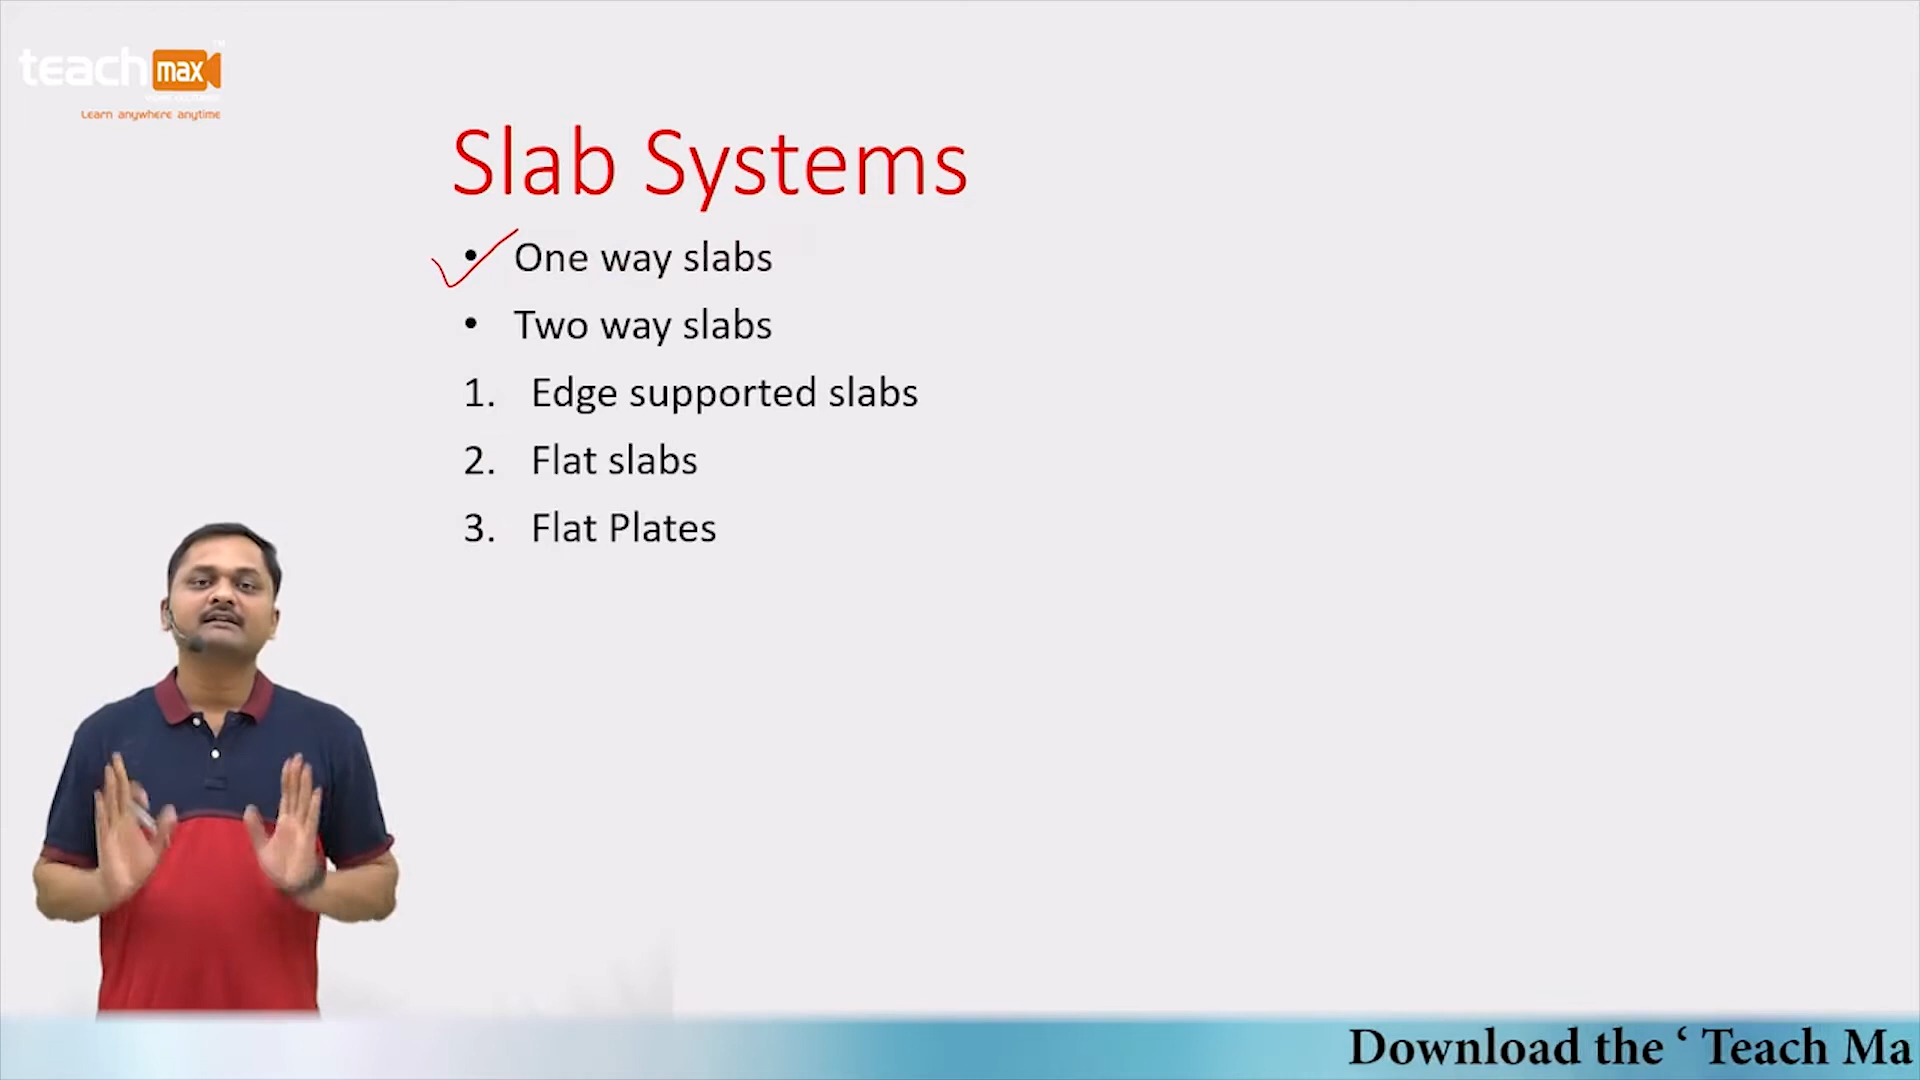 teach max
Learn anywhere anytime
Slab Systems
• One way slabs
• Two way slabs
1. Edge supported slabs
2. Flat slabs
3. Flat Plates
Download the ‘ Teach Ma